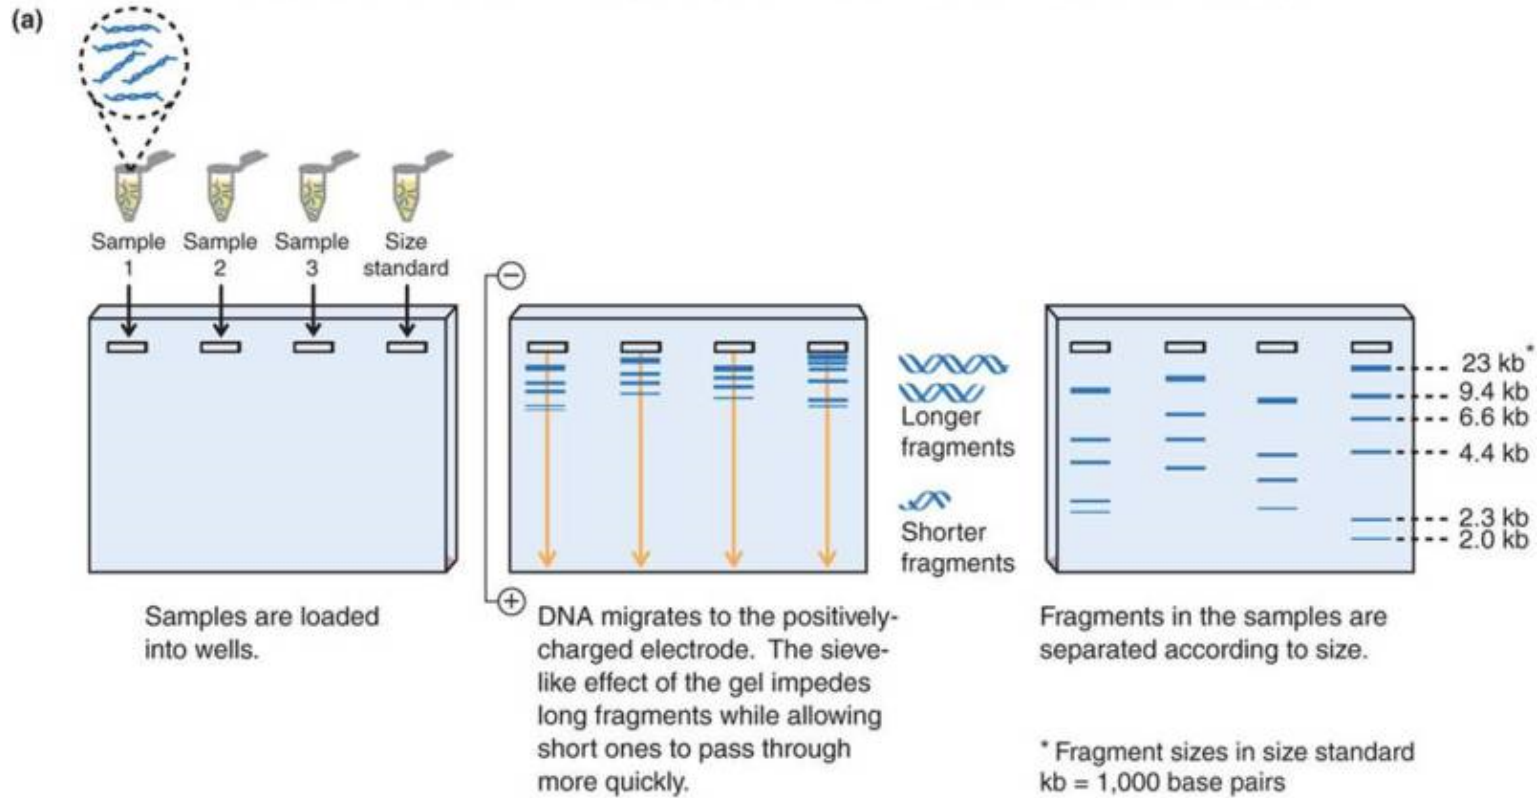 (a)
Sample 1
Sample 2
Sample 3
Size standard
−
+
Longer
fragments
Shorter
fragments
23 kb*
9.4 kb
6.6 kb
4.4 kb
2.3 kb
2.0 kb
Samples are loaded
into wells.
DNA migrates to the positively-
charged electrode. The sieve-
like effect of the gel impedes
long fragments while allowing
short ones to pass through
more quickly.
Fragments in the samples are
separated according to size.
* Fragment sizes in size standard
kb = 1,000 base pairs